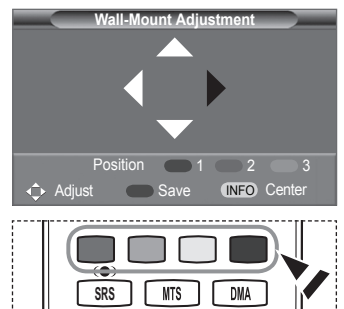 Wall-Mount Adjustment
Position 1 2 3
Adjust Save INFO Center
SRS MTS DMA